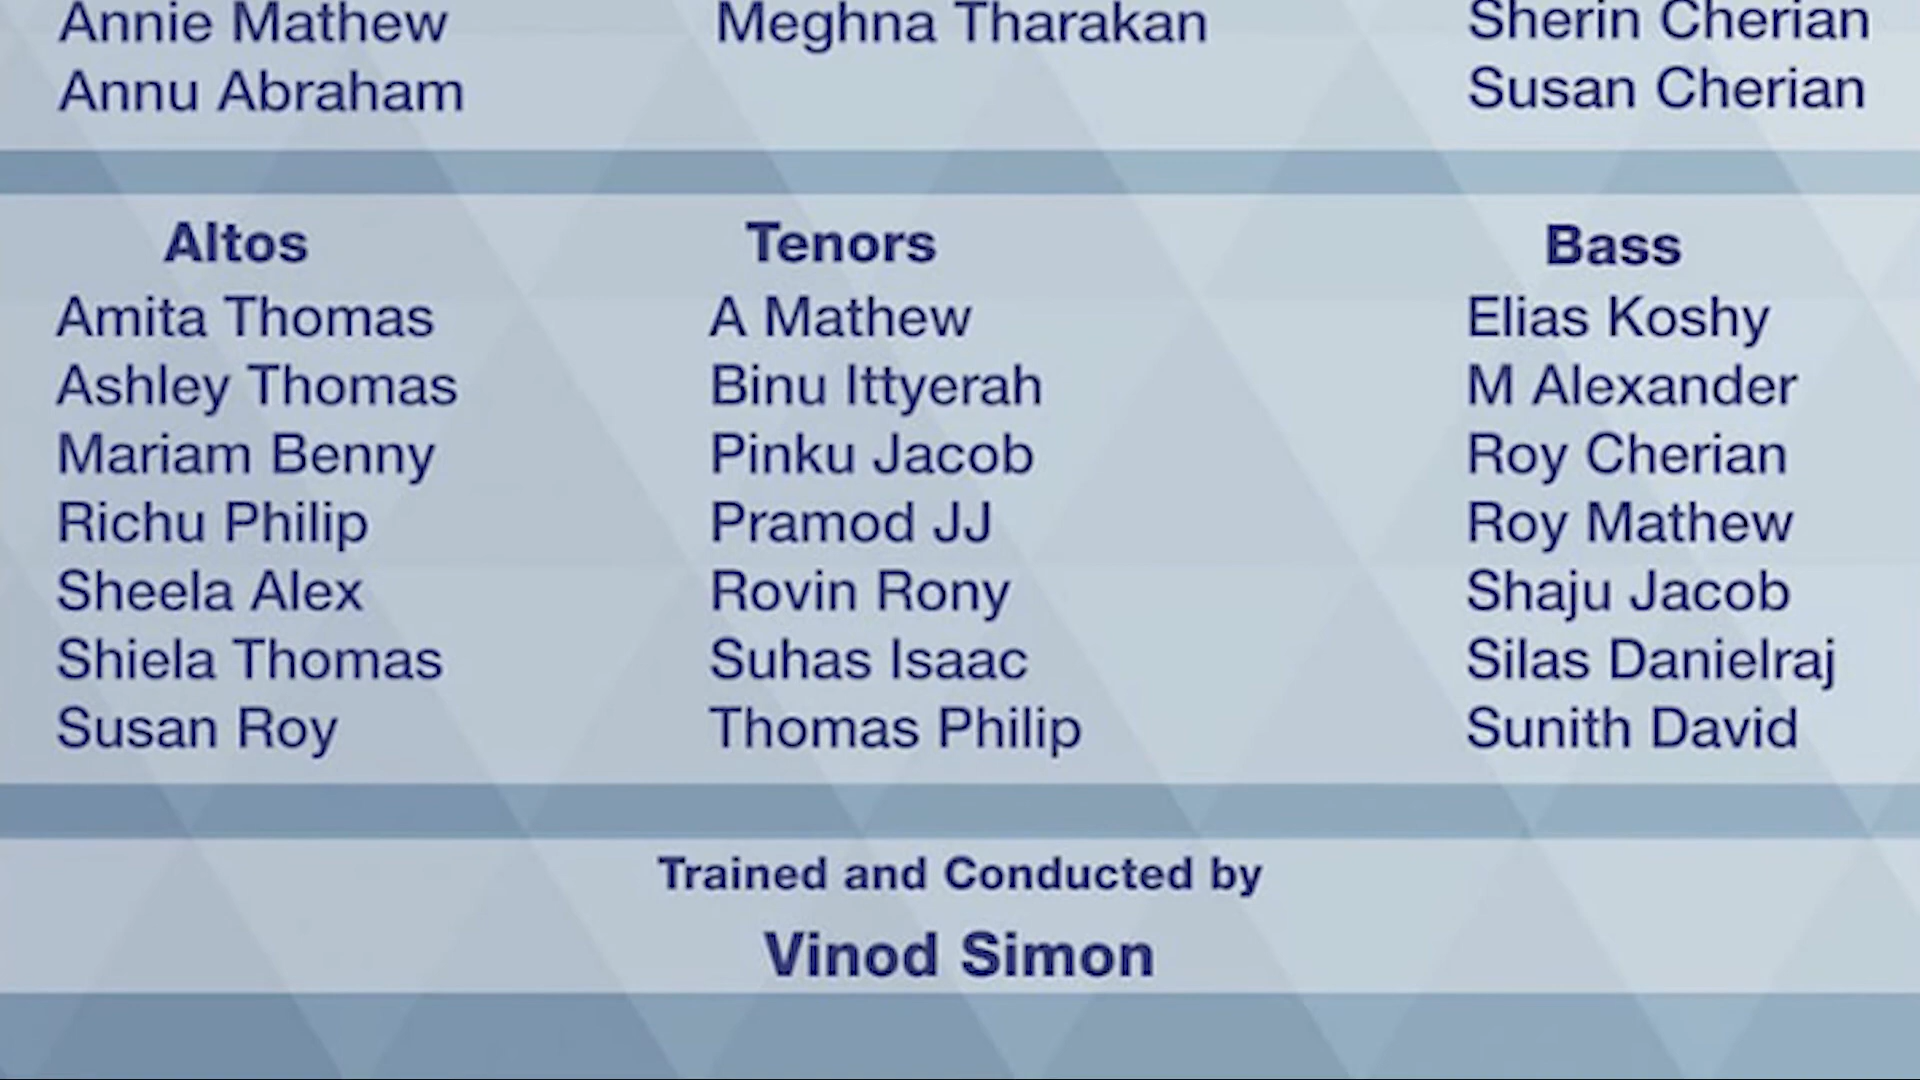 Annie Mathew
Annu Abraham
Meghna Tharakan
Sherin Cherian
Susan Cherian
Altos
Amita Thomas
Ashley Thomas
Mariam Benny
Richu Philip
Sheela Alex
Shiela Thomas
Susan Roy
Tenors
A Mathew
Binu Ittyerah
Pinku Jacob
Pramod JJ
Rovin Rony
Suhas Isaac
Thomas Philip
Bass
Elias Koshy
M Alexander
Roy Cherian
Roy Mathew
Shaju Jacob
Silas Danielraj
Sunith David
Trained and Conducted by
Vinod Simon